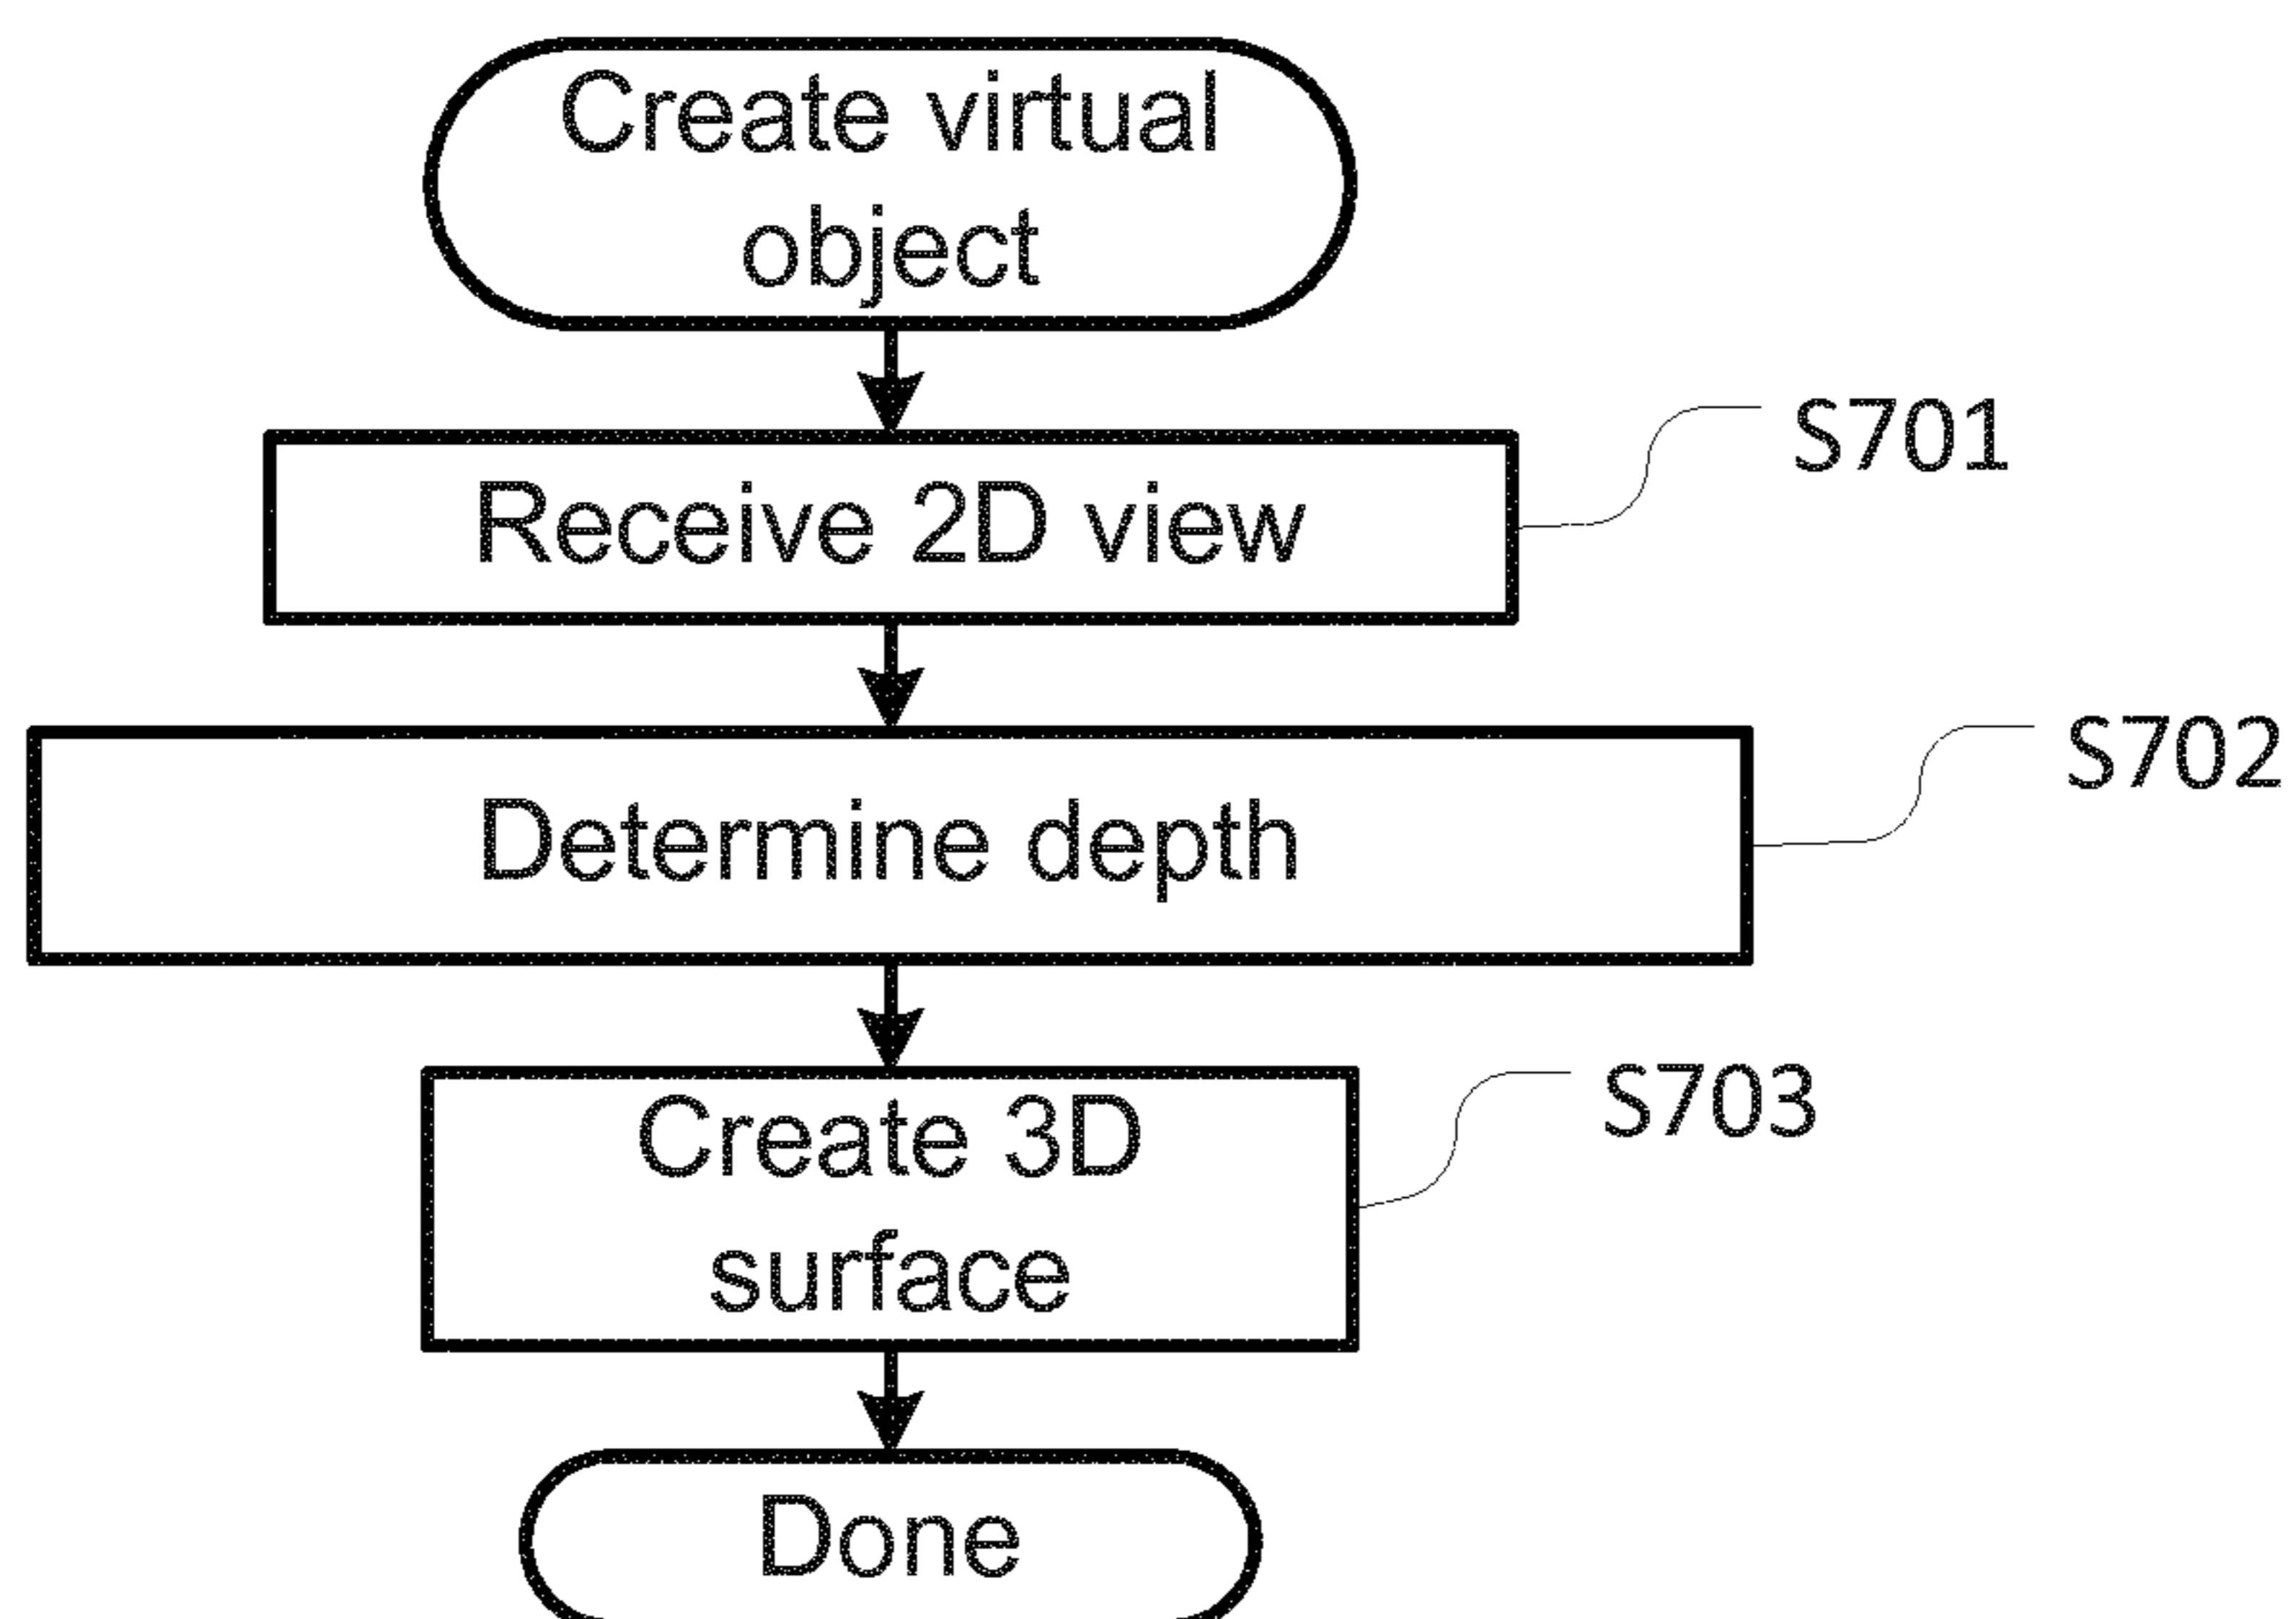 Create virtual
object
S701
Receive 2D view
S702
Determine depth
S703
Create 3D
surface
Done